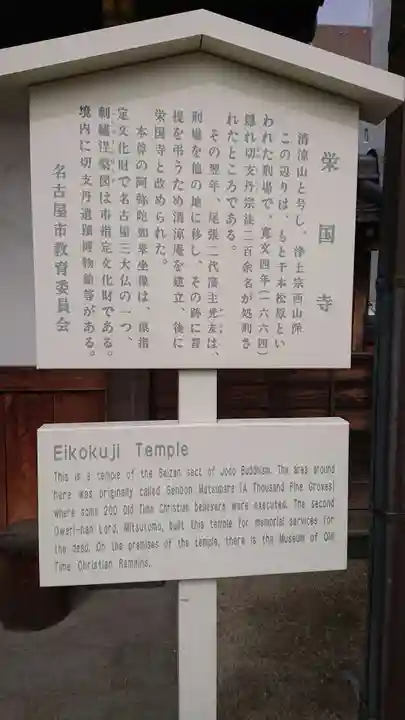 栄国寺
清涼山と号し、浄土宗西山派
この辺りは、もと千本松原とい
われた刑場で、寛文四年(一六六四)
隠れ切支丹宗徒二百余名が処刑さ
れたところである。
その翌年、尾張二代藩主光友は、
刑場を他の地に移し、その跡に菩
提を弔うため清涼庵を建立、後に
栄国寺と改められた。
本尊の阿弥陀如来坐像は、県指
定文化財で名古屋三大仏の一つ、
刺繡涅槃図は市指定文化財である。
境内に切支丹遺蹟博物館等がある。
名古屋市教育委員会
Eikokuji Temple
This is a temple of the Seizan sect of Jodo Buddhism. The area around
here was originally called Senbon Matsubara (A Thousand Pine Groves)
where some 200 Old Time Christian believers were executed. The second
Owari-han Lord, Mitsutomo, built this temple for memorial services for
the dead. On the premises of the temple, there is the Museum of Old
Time Christian Remains.